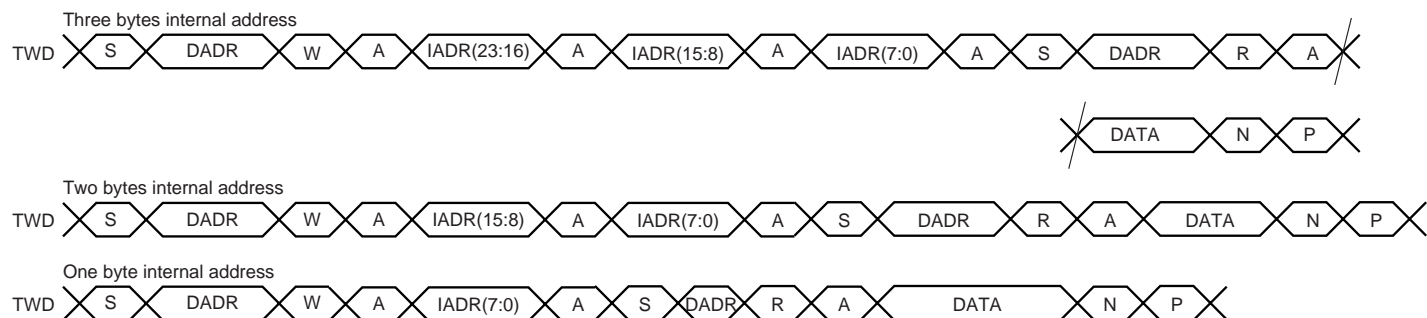 Three bytes internal address
TWD S DADR W A IADR(23:16) A IADR(15:8) A IADR(7:0) A S DADR R A
DATA N P
Two bytes internal address
TWD S DADR W A IADR(15:8) A IADR(7:0) A S DADR R A DATA N P
One byte internal address
TWD S DADR W A IADR(7:0) A S DADR R A DATA N P